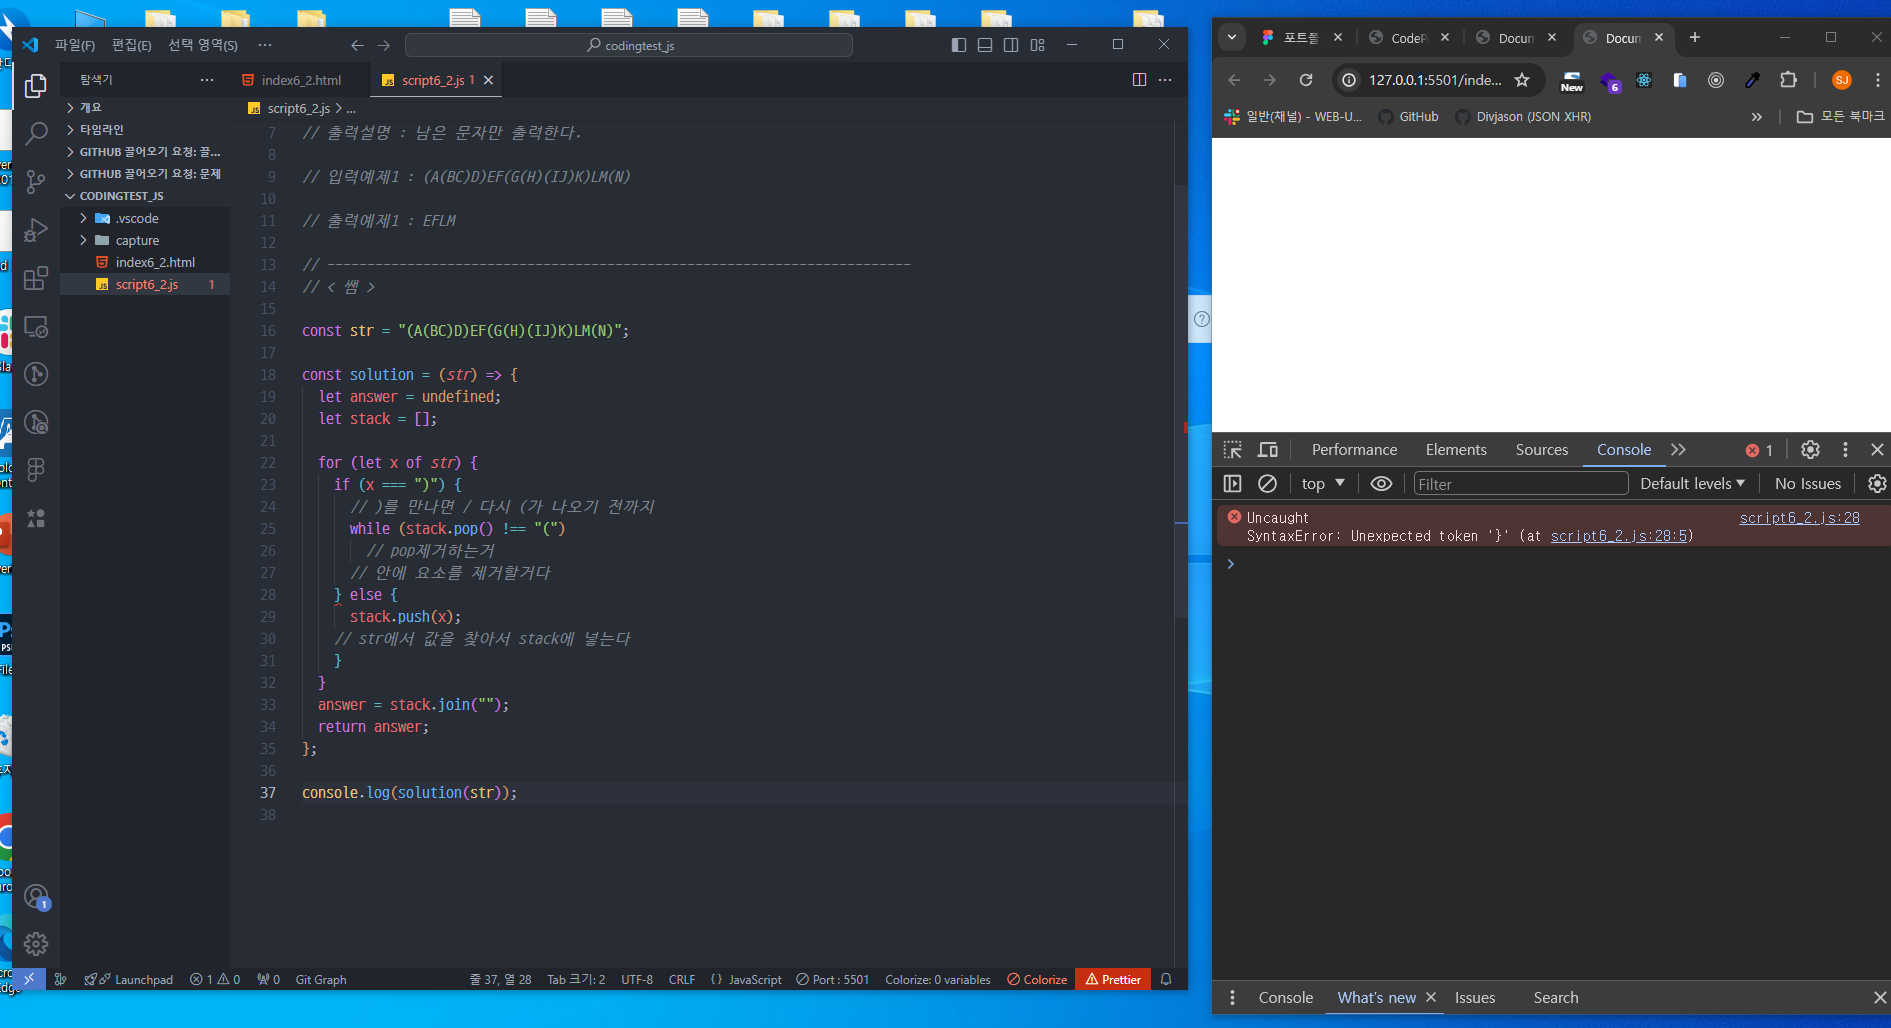 파일(F) 편집(E) 선택 영역(S) ···
codingtest_js
탐색기
index6_2.html
script6_2.js 1
script6_2.js > ...
개요
타임라인
GITHUB 끌어오기 요청: 끌...
GITHUB 끌어오기 요청: 문제
CODINGTEST_JS
.vscode
capture
index6_2.html
script6_2.js 1
7 // 출력설명 : 남은 문자만 출력한다.
8
9 // 입력예제1 : (A(BC)D)EF(G(H)(IJ)K)LM(N)
10
11 // 출력예제1 : EFLM
12
13 // -------------------------------------------------------------------------
14 // < 쌤 >
15
16 const str = "(A(BC)D)EF(G(H)(IJ)K)LM(N)";
17
18 const solution = (str) => {
19 let answer = undefined;
20 let stack = [];
21
22 for (let x of str) {
23 if (x === ")") {
24 // )를 만나면 / 다시 (가 나오기 전까지
25 while (stack.pop() !== "(")
26 // pop제거하는거
27 // 안에 요소를 제거할거다
28 } else {
29 stack.push(x);
30 // str에서 값을 찾아서 stack에 넣는다
31 }
32 }
33 answer = stack.join("");
34 return answer;
35 };
36
37 console.log(solution(str));
38
1
Launchpad 1 0 0 Git Graph 줄 37, 열 28 Tab 크기: 2 UTF-8 CRLF {} JavaScript Port : 5501 Colorize: 0 variables Colorize Prettier
포트폴 CodeP Docum Docum
127.0.0.1:5501/inde...
New 6 SJ
일반(채널) - WEB-U... GitHub Divjason (JSON XHR) » 모든 북마크
Performance Elements Sources Console 1
top Filter Default levels No Issues
Uncaught script6_2.js:28
SyntaxError: Unexpected token '}' (at script6_2.js:28:5)
Console What's new Issues Search